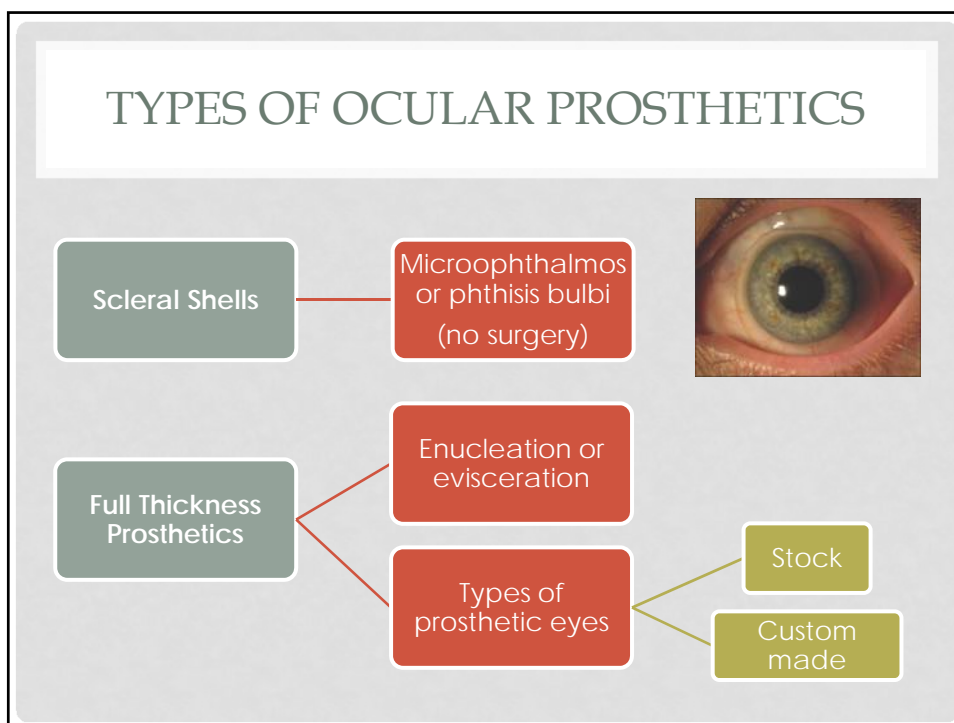 TYPES OF OCULAR PROSTHETICS
Scleral Shells
Microophthalmos
or phthisis bulbi
(no surgery)
Full Thickness
Prosthetics
Enucleation or
evisceration
Types of
prosthetic eyes
Stock
Custom
made